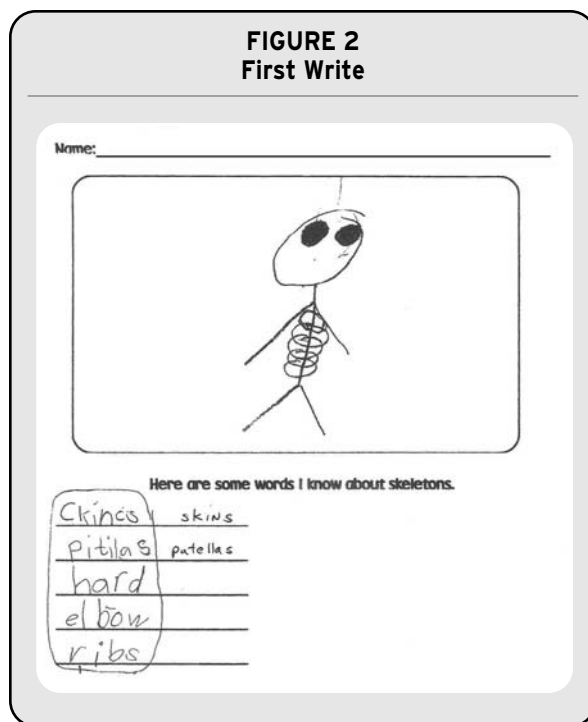 FIGURE 2
First Write
Name:
Here are some words I know about skeletons.
Ckincs skins
pitilas patellas
hard
elbow
ribs